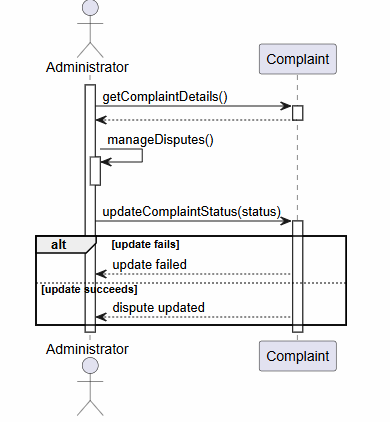 Administrator
Complaint
getComplaintDetails()
manageDisputes()
updateComplaintStatus(status)
alt
[update fails]
update failed
[update succeeds]
dispute updated
Administrator
Complaint